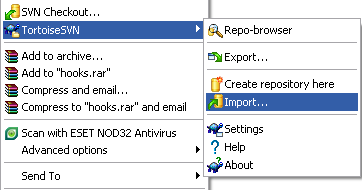 SVN Checkout...
TortoiseSVN
Add to archive...
Add to "hooks.rar"
Compress and email...
Compress to "hooks.rar" and email
Scan with ESET NOD32 Antivirus
Advanced options
Send To
Repo-browser
Export...
Create repository here
Import...
Settings
Help
About